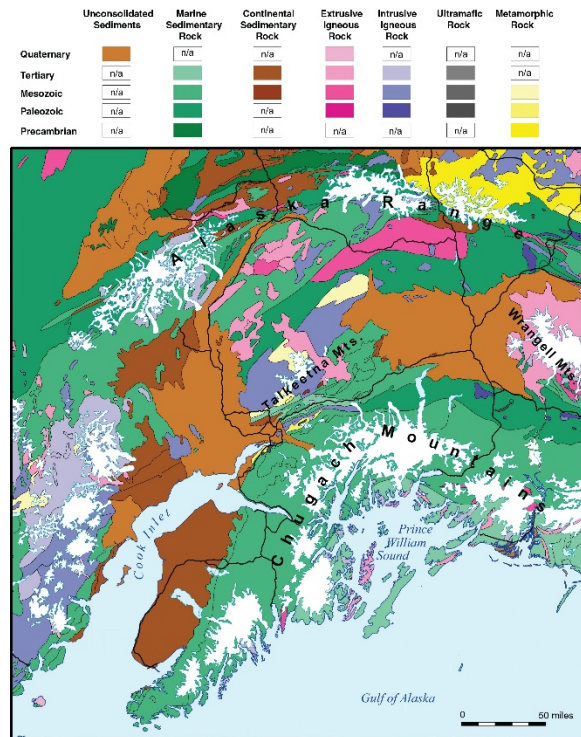 Unconsolidated Sediments Marine Sedimentary Rock Continental Sedimentary Rock Extrusive Igneous Rock Intrusive Igneous Rock Ultramafic Rock Metamorphic Rock
Quaternary n/a n/a n/a n/a n/a
Tertiary n/a n/a
Mesozoic n/a
Paleozoic n/a n/a
Precambrian n/a n/a n/a n/a n/a
Alaska Range
Wrangell Mts.
Talkeetna Mts.
Chugach Mountains
Cook Inlet
Prince
William
Sound
Gulf of Alaska
0 50 miles